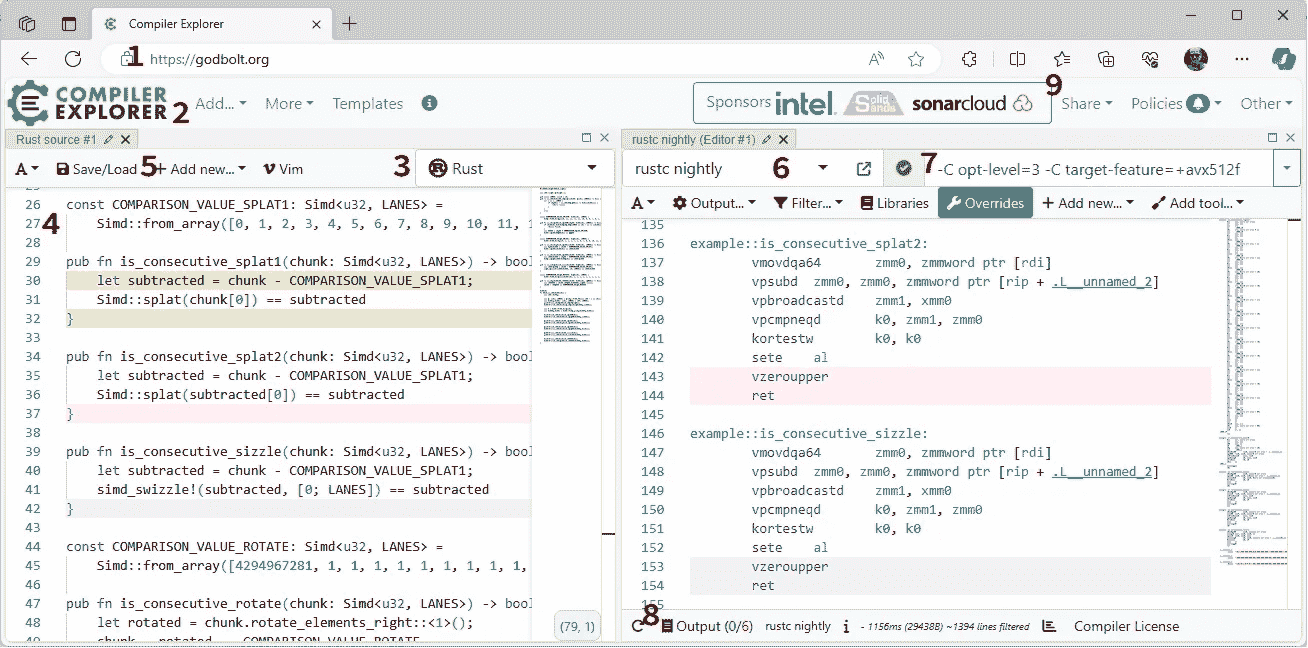 Compiler Explorer
1 https://godbolt.org
COMPILER
EXPLORER 2 Add... More Templates
Sponsors intel. Solid Sands sonarcloud 9 Share Policies Other
Rust source #1
A Save/Load 5 + Add new... Vim 3 Rust
26 const COMPARISON_VALUE_SPLAT1: Simd<u32, LANES> =
27 4 Simd::from_array([0, 1, 2, 3, 4, 5, 6, 7, 8, 9, 10, 11, 1
28
29 pub fn is_consecutive_splat1(chunk: Simd<u32, LANES>) -> bool
30 let subtracted = chunk - COMPARISON_VALUE_SPLAT1;
31 Simd::splat(chunk[0]) == subtracted
32 }
33
34 pub fn is_consecutive_splat2(chunk: Simd<u32, LANES>) -> bool
35 let subtracted = chunk - COMPARISON_VALUE_SPLAT1;
36 Simd::splat(subtracted[0]) == subtracted
37 }
38
39 pub fn is_consecutive_sizzle(chunk: Simd<u32, LANES>) -> bool
40 let subtracted = chunk - COMPARISON_VALUE_SPLAT1;
41 simd_swizzle!(subtracted, [0; LANES]) == subtracted
42 }
43
44 const COMPARISON_VALUE_ROTATE: Simd<u32, LANES> =
45 Simd::from_array([4294967281, 1, 1, 1, 1, 1, 1, 1, 1, 1,
46
47 pub fn is_consecutive_rotate(chunk: Simd<u32, LANES>) -> bool
48 let rotated = chunk.rotate_elements_right::<1>();
(79, 1)
rustc nightly (Editor #1)
rustc nightly 6 7 -C opt-level=3 -C target-feature=+avx512f
A Output... Filter... Libraries Overrides + Add new... Add tool...
135
136 example::is_consecutive_splat2:
137 vmovdqa64 zmm0, zmmword ptr [rdi]
138 vpsubd zmm0, zmm0, zmmword ptr [rip + .L__unnamed_2]
139 vpbroadcastd zmm1, xmm0
140 vpcmpneqd k0, zmm1, zmm0
141 kortestw k0, k0
142 sete al
143 vzeroupper
144 ret
145
146 example::is_consecutive_sizzle:
147 vmovdqa64 zmm0, zmmword ptr [rdi]
148 vpsubd zmm0, zmm0, zmmword ptr [rip + .L__unnamed_2]
149 vpbroadcastd zmm1, xmm0
150 vpcmpneqd k0, zmm1, zmm0
151 kortestw k0, k0
152 sete al
153 vzeroupper
154 ret
155
8 Output (0/6) rustc nightly i - 1156ms (29438B) ~1394 lines filtered Compiler License